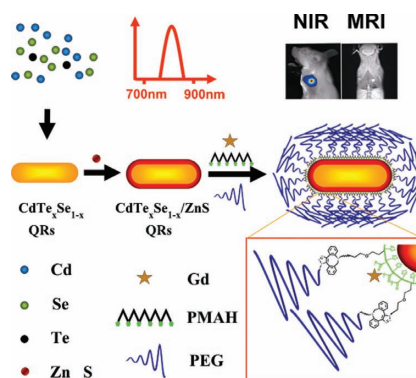 NIR MRI
700nm 900nm
CdTexSe1-x
QRs
CdTexSe1-x/ZnS
QRs
Cd
Se
Te
Zn S
Gd
PMAH
PEG